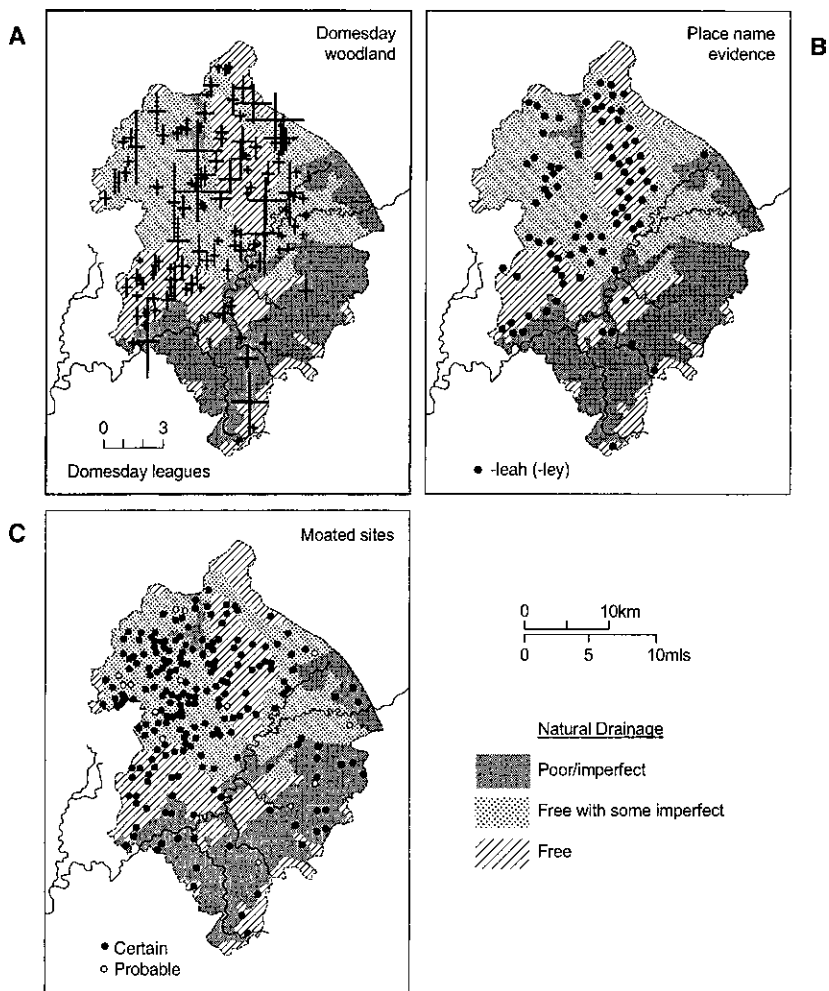 A
Domesday
woodland
0 3
Domesday leagues
Place name
evidence
B
-leah (-ley)
C
Moated sites
Certain
Probable
0 10km
0 5 10mls
Natural Drainage
Poor/imperfect
Free with some imperfect
Free